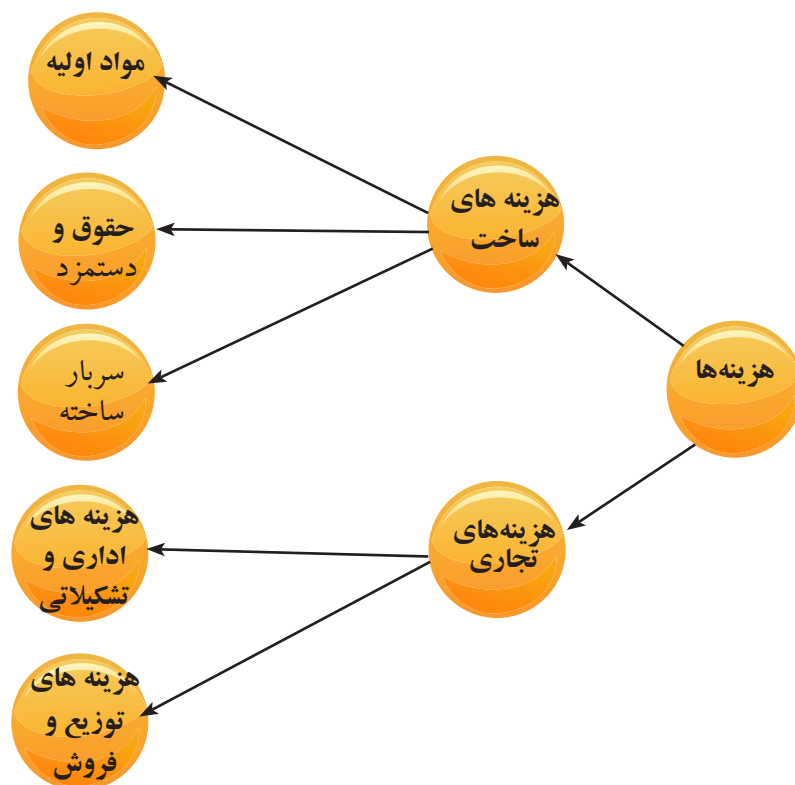 هزینه‌ها
هزینه های
ساخت
مواد اولیه
حقوق و
دستمزد
سربار
ساخته
هزینه‌های
تجاری
هزینه های
اداری و
تشکیلاتی
هزینه های
توزیع و
فروش